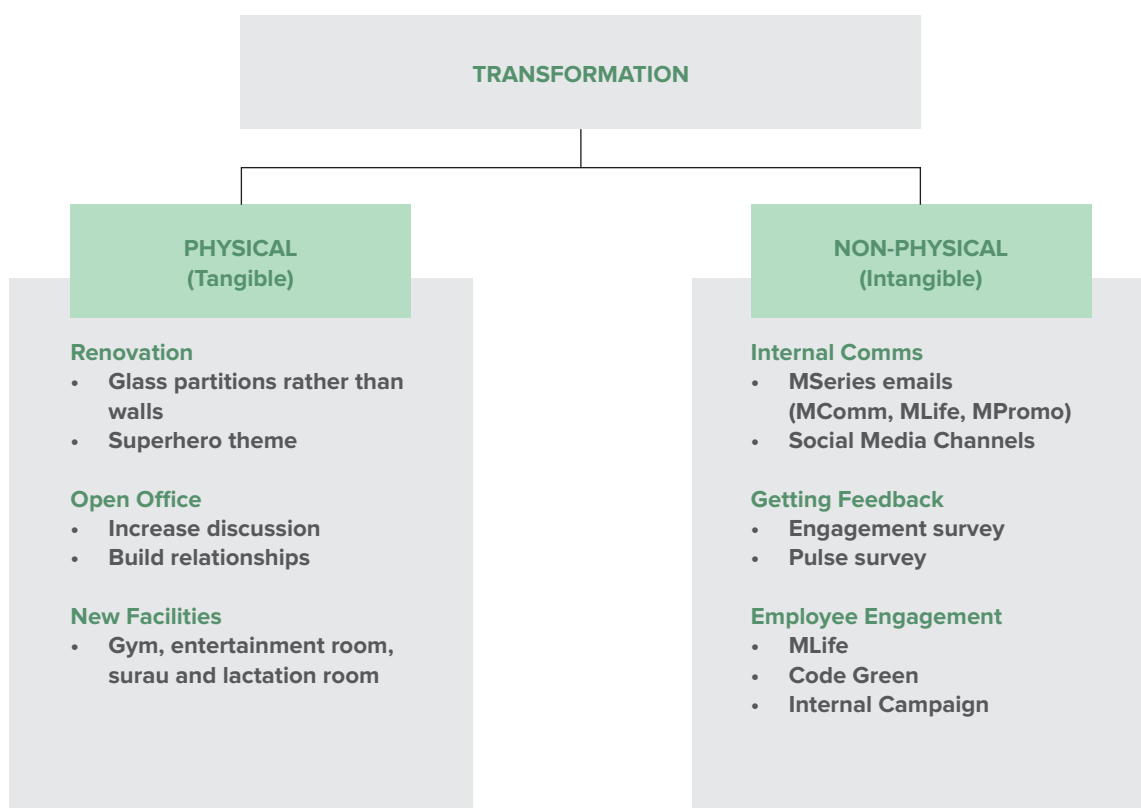 TRANSFORMATION
PHYSICAL
(Tangible)
Renovation
• Glass partitions rather than
walls
• Superhero theme
Open Office
• Increase discussion
• Build relationships
New Facilities
• Gym, entertainment room,
surau and lactation room
NON-PHYSICAL
(Intangible)
Internal Comms
• MSeries emails
(MComm, MLife, MPromo)
• Social Media Channels
Getting Feedback
• Engagement survey
• Pulse survey
Employee Engagement
• MLife
• Code Green
• Internal Campaign